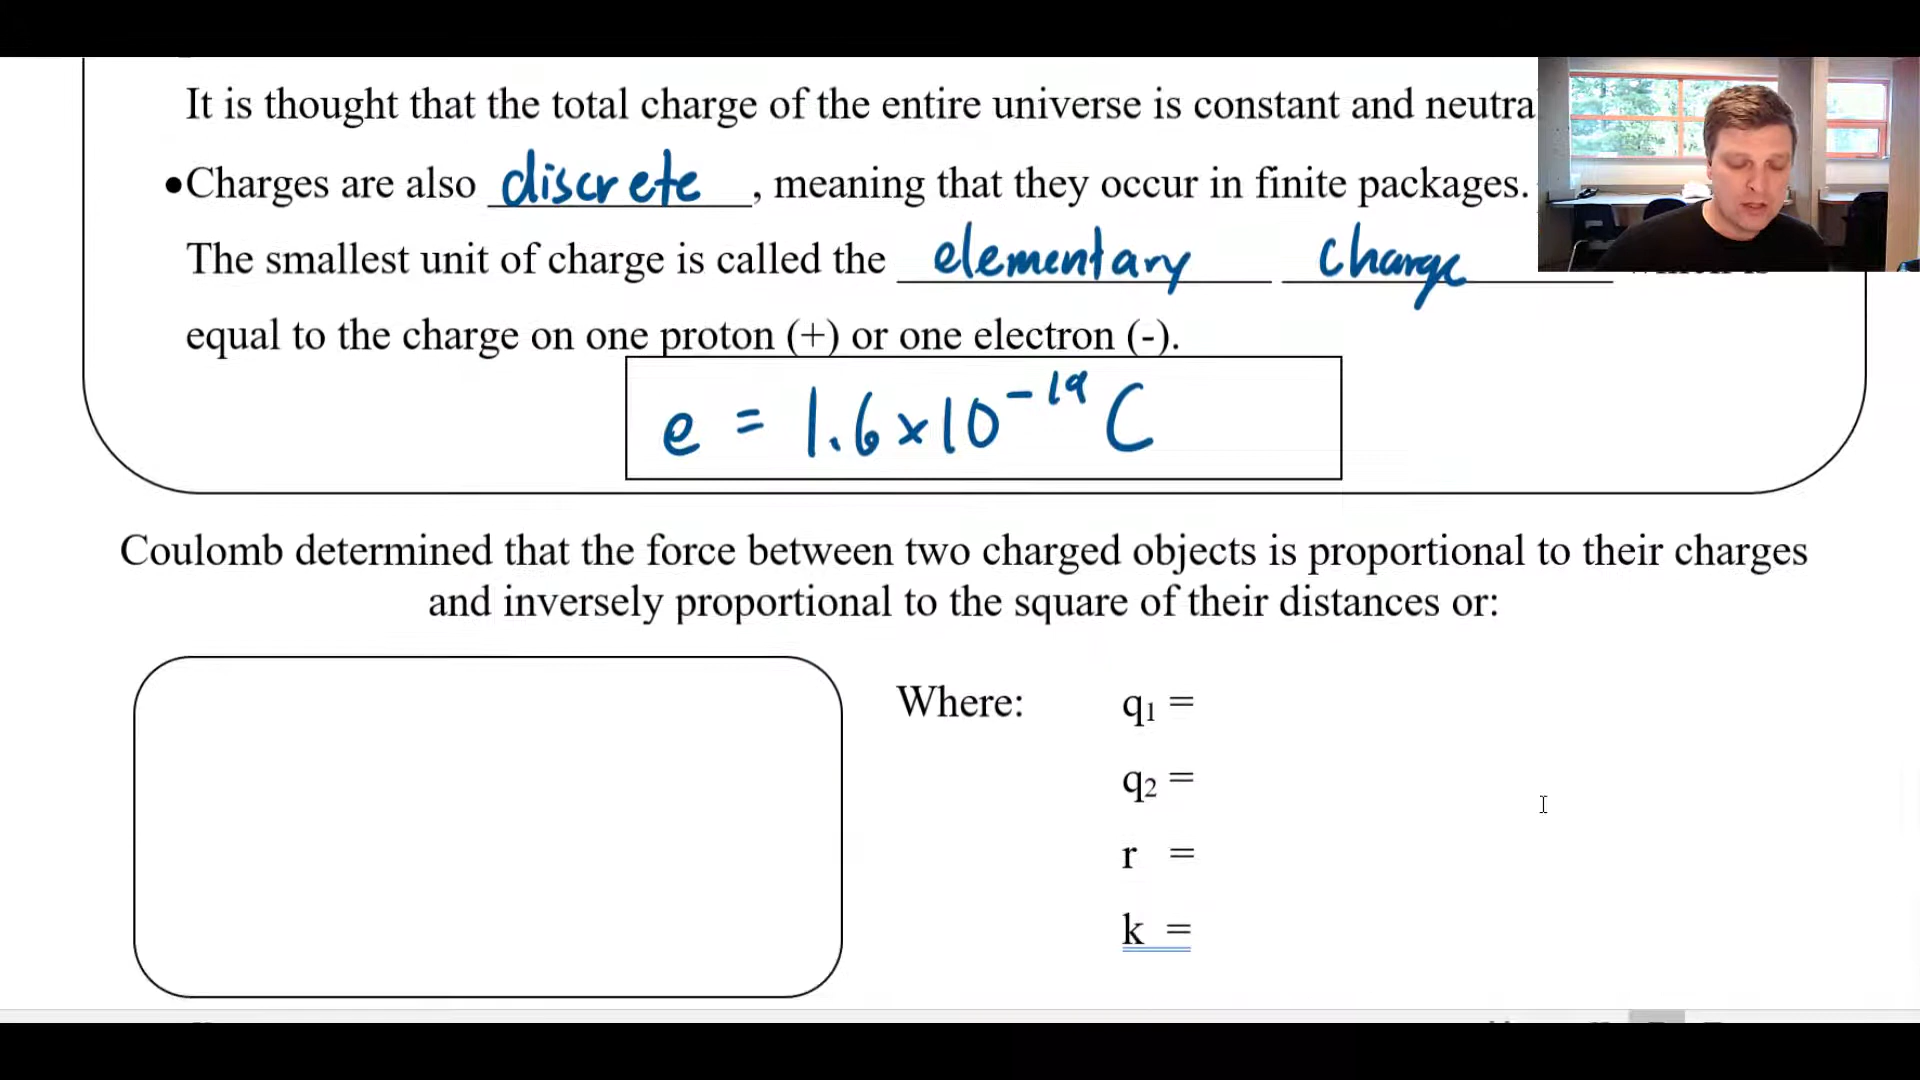 It is thought that the total charge of the entire universe is constant and neutra
•Charges are also discrete, meaning that they occur in finite packages.
The smallest unit of charge is called the elementary charge
equal to the charge on one proton (+) or one electron (-).
e = 1.6×10⁻¹⁹ C
Coulomb determined that the force between two charged objects is proportional to their charges
and inversely proportional to the square of their distances or:
Where: q₁ =
q₂ =
r =
k =